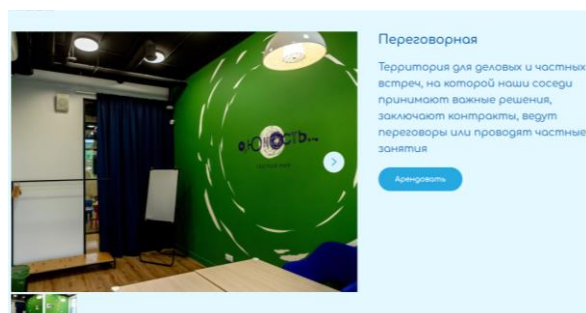 Переговорная
Территория для деловых и частных
встреч, на которой наши соседи
принимают важные решения,
заключают контракты, ведут
переговоры или проводят частные
занятия
Арендовать
Юность